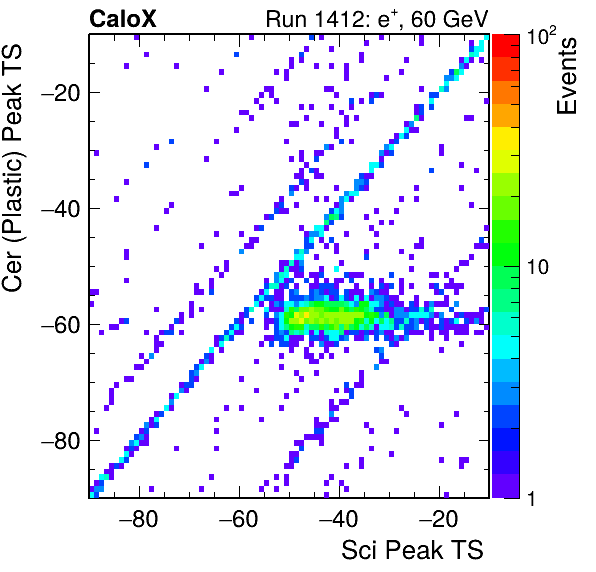 CaloX
Run 1412: e⁺, 60 GeV
Cer (Plastic) Peak TS
−20
−40
−60
−80
−80
−60
−40
−20
Sci Peak TS
10²
10
1
Events